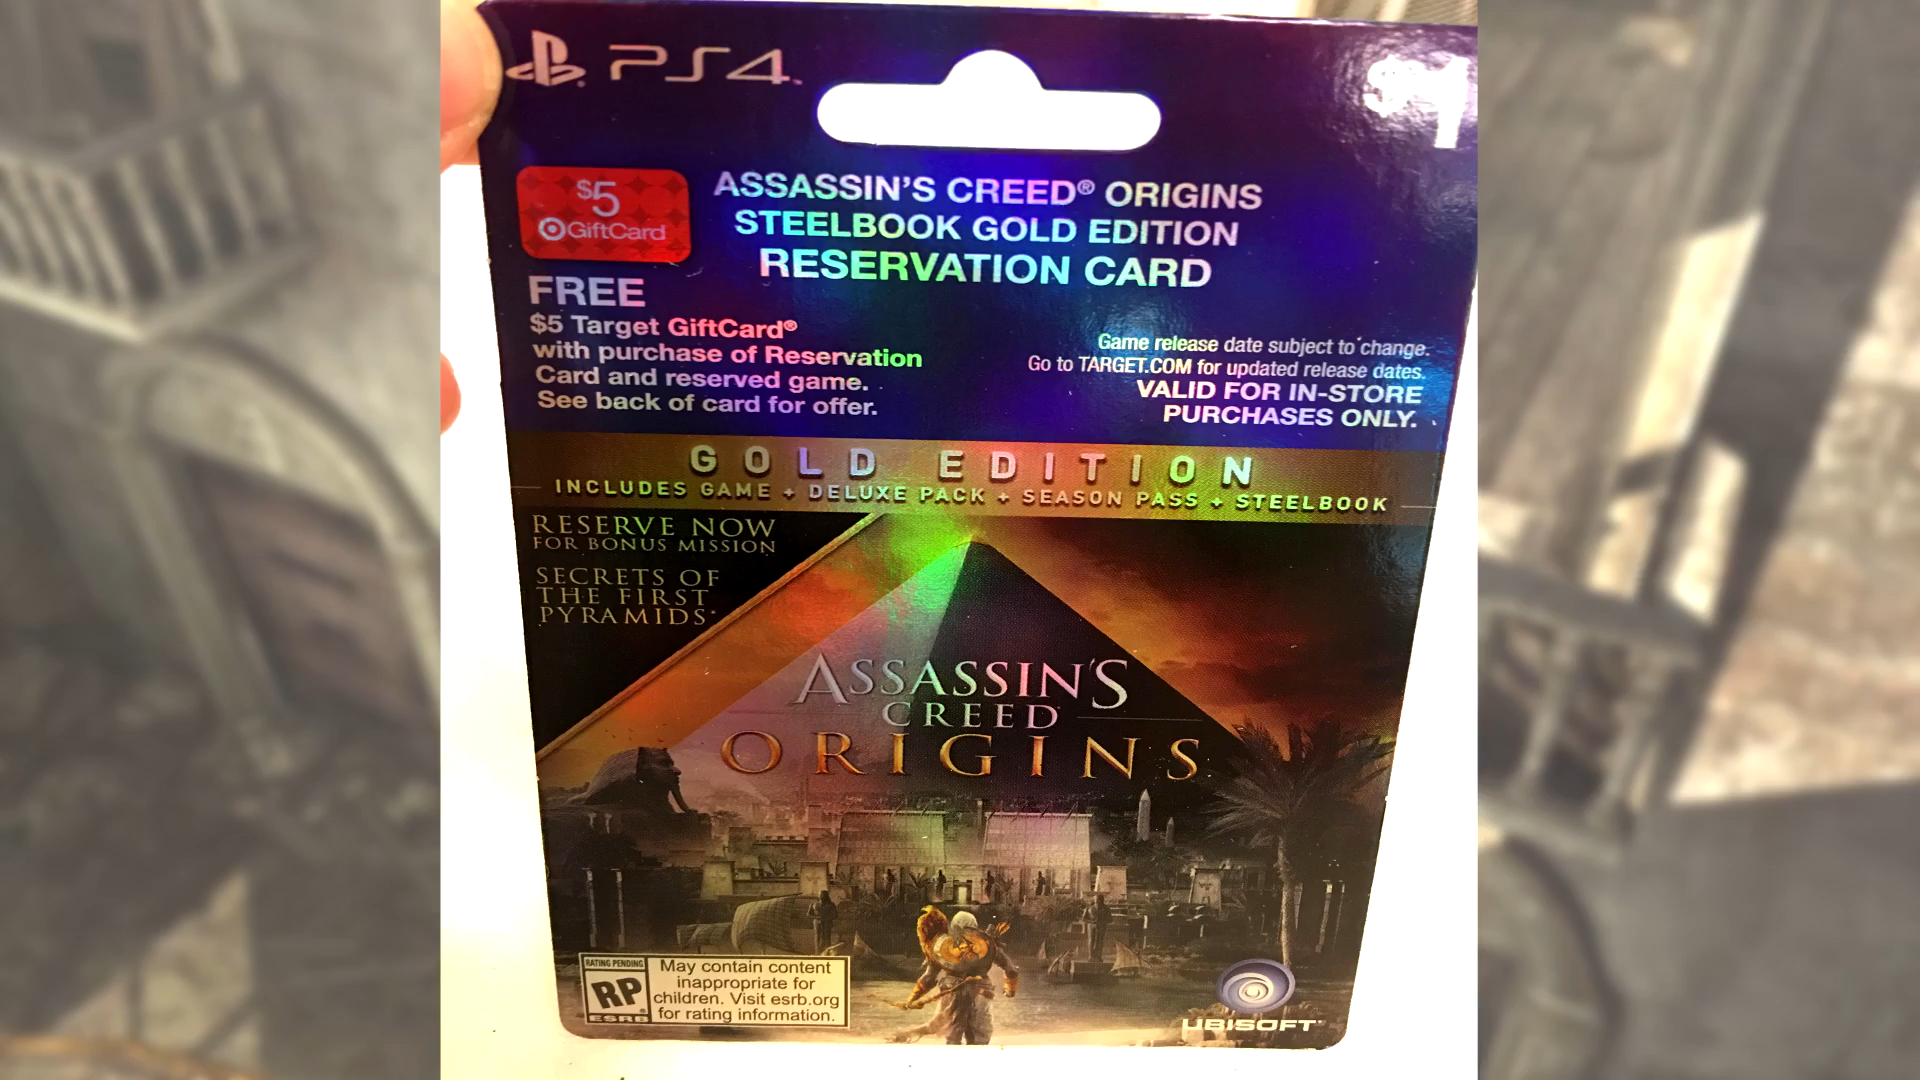 PS4
$1
$5
GiftCard
ASSASSIN'S CREED® ORIGINS
STEELBOOK GOLD EDITION
RESERVATION CARD
FREE
$5 Target GiftCard®
with purchase of Reservation
Card and reserved game.
See back of card for offer.
Game release date subject to change.
Go to TARGET.COM for updated release dates.
VALID FOR IN-STORE
PURCHASES ONLY.
GOLD EDITION
INCLUDES GAME + DELUXE PACK + SEASON PASS + STEELBOOK
RESERVE NOW
FOR BONUS MISSION
SECRETS OF
THE FIRST
PYRAMIDS*
ASSASSIN'S
CREED
ORIGINS
RATING PENDING
RP
ESRB
May contain content
inappropriate for
children. Visit esrb.org
for rating information.
UBISOFT